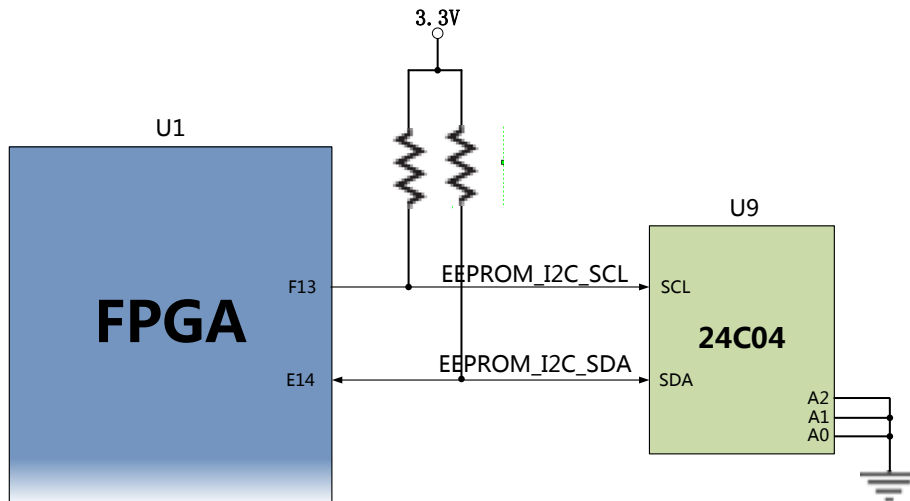 3.3V
U1
U9
F13
EEPROM_I2C_SCL
SCL
FPGA
24C04
E14
EEPROM_I2C_SDA
SDA
A2
A1
A0